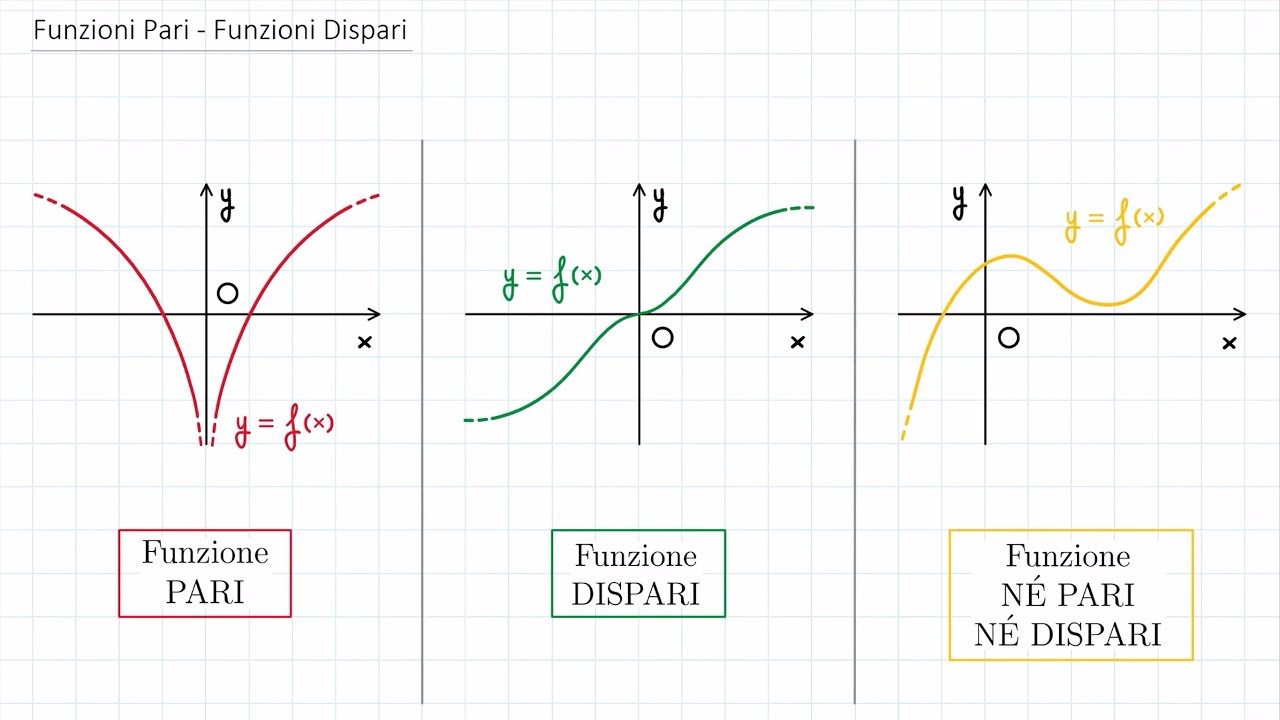 Funzioni Pari - Funzioni Dispari
y
O
x
y = f(x)
Funzione
PARI
y
y = f(x)
O
x
Funzione
DISPARI
y
y = f(x)
O
x
Funzione
NÉ PARI
NÉ DISPARI